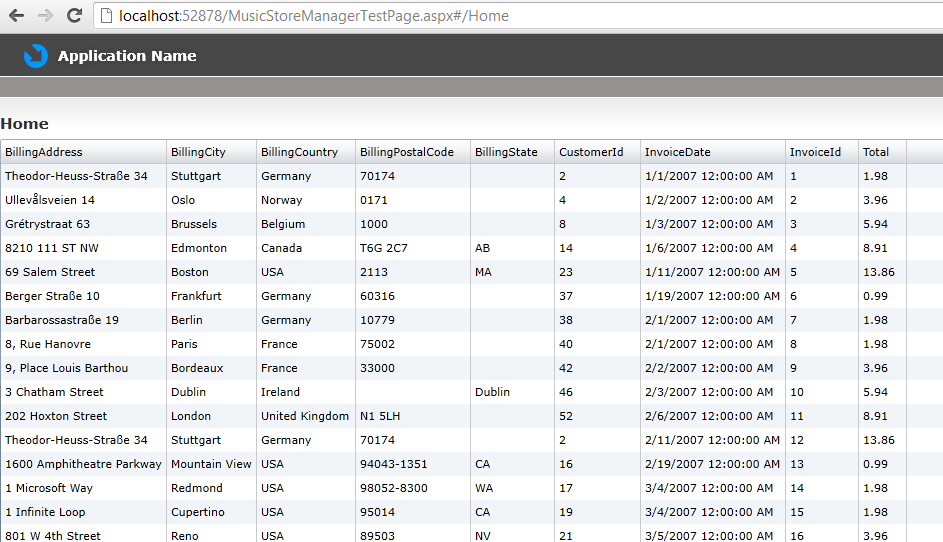 localhost:52878/MusicStoreManagerTestPage.aspx#/Home
Application Name
Home
BillingAddress BillingCity BillingCountry BillingPostalCode BillingState CustomerId InvoiceDate InvoiceId Total
Theodor-Heuss-Straße 34 Stuttgart Germany 70174 2 1/1/2007 12:00:00 AM 1 1.98
Ullevålsveien 14 Oslo Norway 0171 4 1/2/2007 12:00:00 AM 2 3.96
Grétrystraat 63 Brussels Belgium 1000 8 1/3/2007 12:00:00 AM 3 5.94
8210 111 ST NW Edmonton Canada T6G 2C7 AB 14 1/6/2007 12:00:00 AM 4 8.91
69 Salem Street Boston USA 2113 MA 23 1/11/2007 12:00:00 AM 5 13.86
Berger Straße 10 Frankfurt Germany 60316 37 1/19/2007 12:00:00 AM 6 0.99
Barbarossastraße 19 Berlin Germany 10779 38 2/1/2007 12:00:00 AM 7 1.98
8, Rue Hanovre Paris France 75002 40 2/1/2007 12:00:00 AM 8 1.98
9, Place Louis Barthou Bordeaux France 33000 42 2/2/2007 12:00:00 AM 9 3.96
3 Chatham Street Dublin Ireland Dublin 46 2/3/2007 12:00:00 AM 10 5.94
202 Hoxton Street London United Kingdom N1 5LH 52 2/6/2007 12:00:00 AM 11 8.91
Theodor-Heuss-Straße 34 Stuttgart Germany 70174 2 2/11/2007 12:00:00 AM 12 13.86
1600 Amphitheatre Parkway Mountain View USA 94043-1351 CA 16 2/19/2007 12:00:00 AM 13 0.99
1 Microsoft Way Redmond USA 98052-8300 WA 17 3/4/2007 12:00:00 AM 14 1.98
1 Infinite Loop Cupertino USA 95014 CA 19 3/4/2007 12:00:00 AM 15 1.98
801 W 4th Street Reno USA 89503 NV 21 3/5/2007 12:00:00 AM 16 3.96